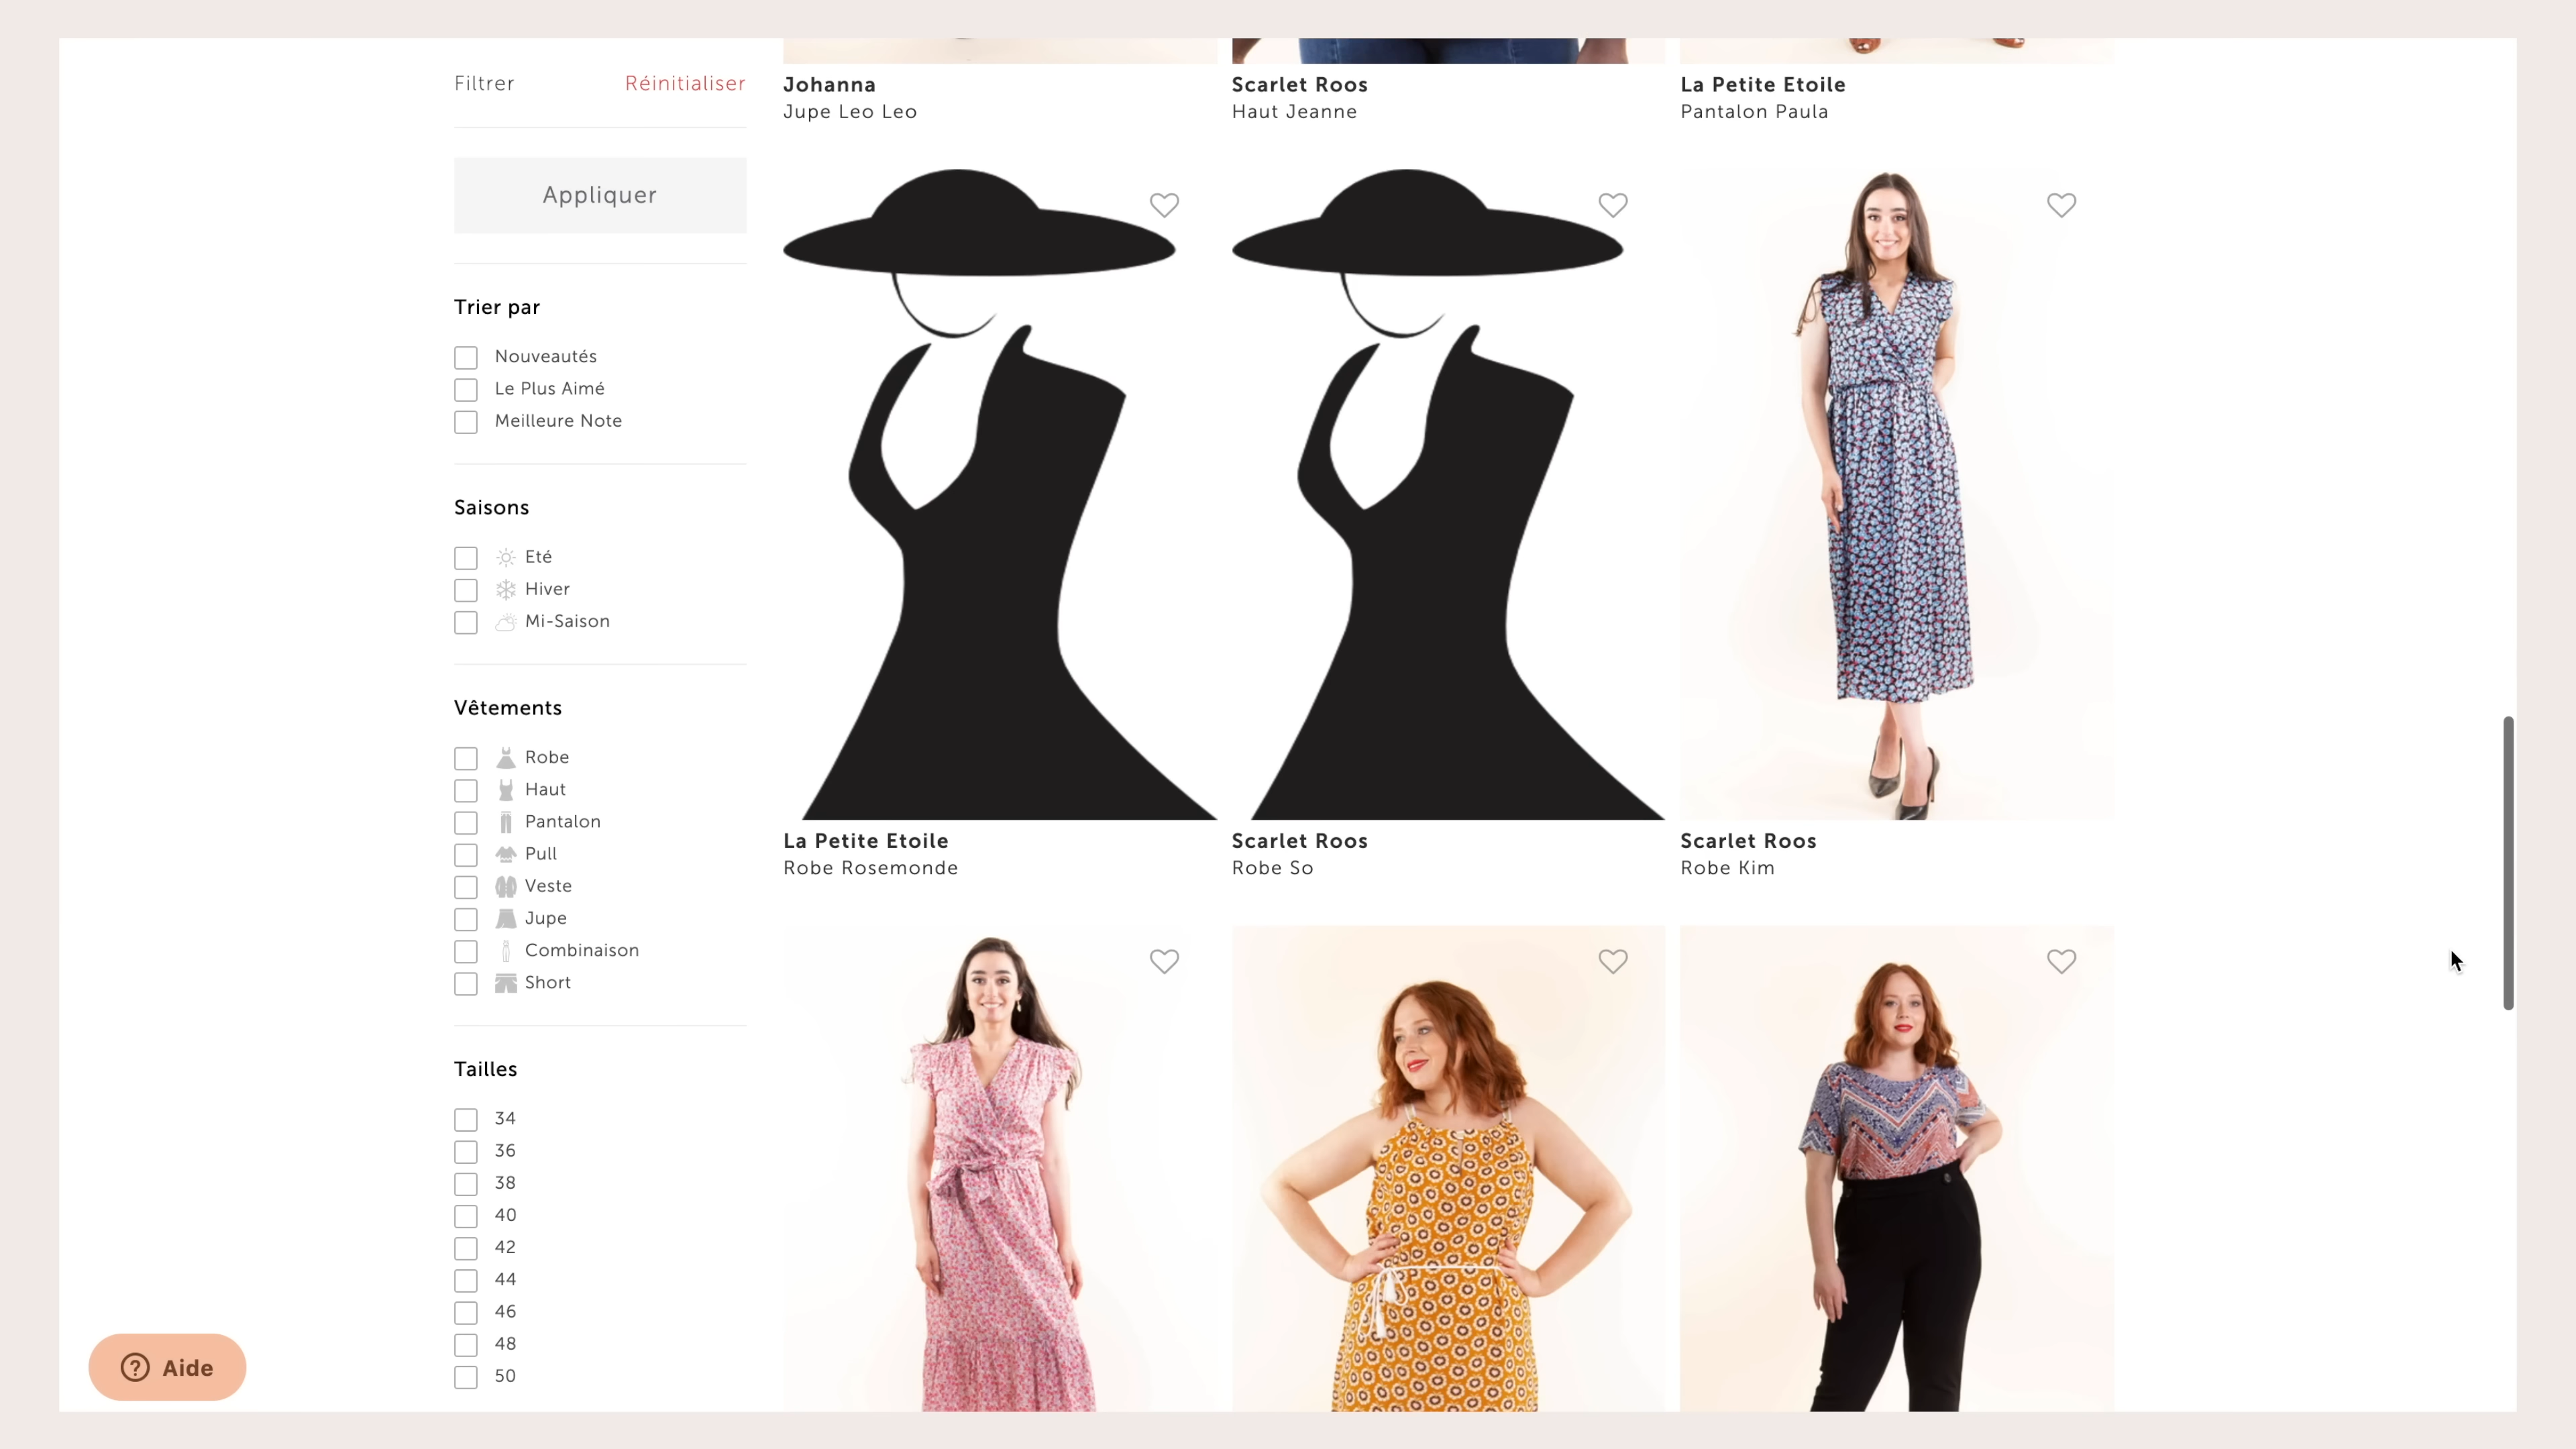 Filtrer
Réinitialiser
Appliquer
Trier par
Nouveautés
Le Plus Aimé
Meilleure Note
Saisons
Eté
Hiver
Mi-Saison
Vêtements
Robe
Haut
Pantalon
Pull
Veste
Jupe
Combinaison
Short
Tailles
34
36
38
40
42
44
46
48
50
Aide
Johanna
Jupe Leo Leo
Scarlet Roos
Haut Jeanne
La Petite Etoile
Pantalon Paula
La Petite Etoile
Robe Rosemonde
Scarlet Roos
Robe So
Scarlet Roos
Robe Kim